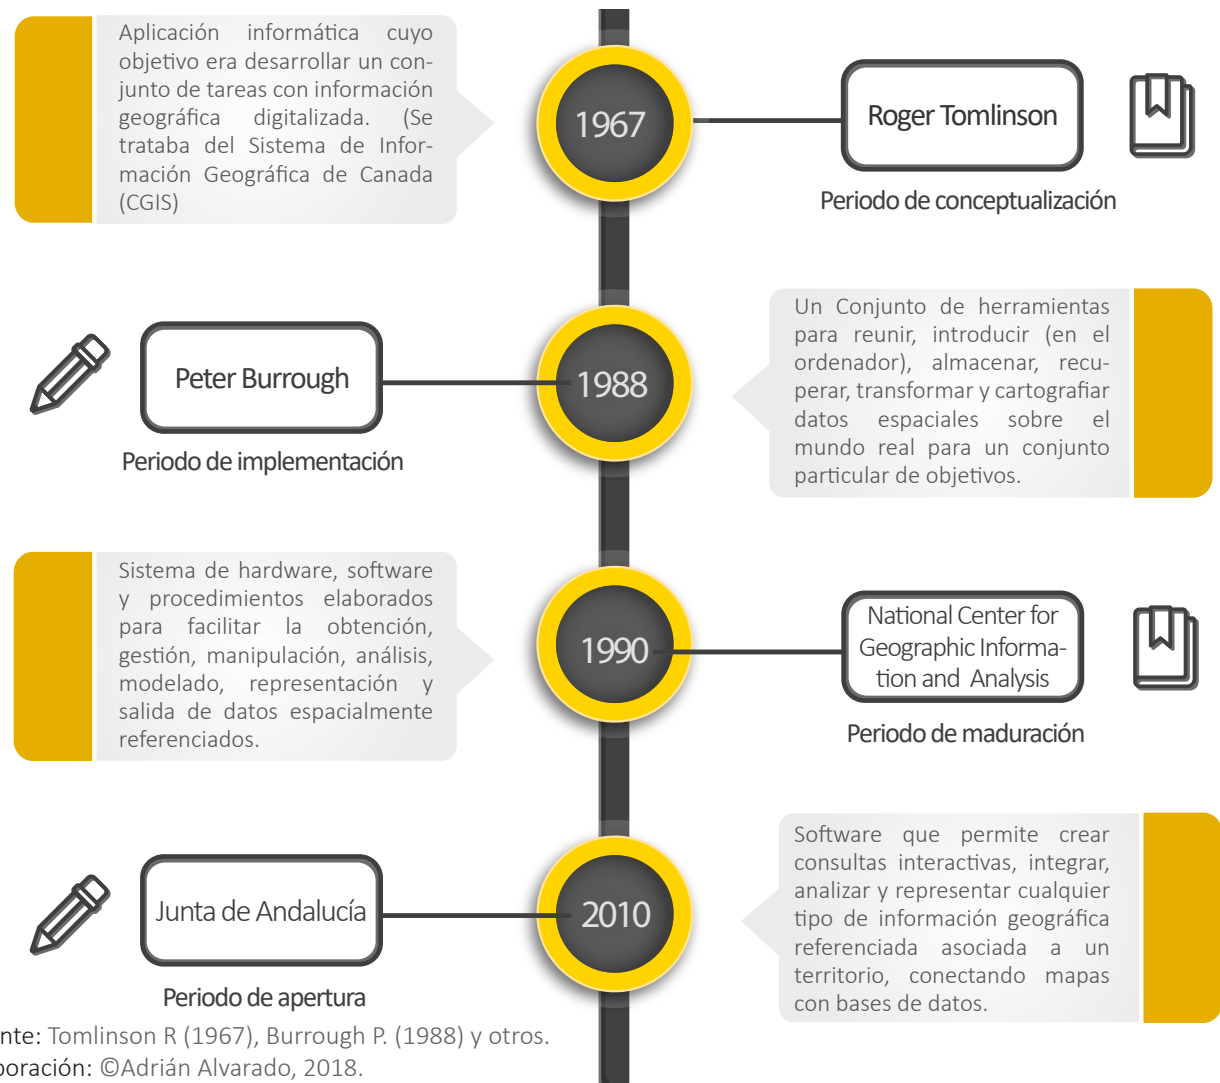 Aplicación informática cuyo
objetivo era desarrollar un con-
junto de tareas con información
geográfica digitalizada. (Se
trataba del Sistema de Infor-
mación Geográfica de Canada
(CGIS)
1967
Roger Tomlinson
Periodo de conceptualización
Peter Burrough
Periodo de implementación
1988
Un Conjunto de herramientas
para reunir, introducir (en el
ordenador), almacenar, recu-
perar, transformar y cartografiar
datos espaciales sobre el
mundo real para un conjunto
particular de objetivos.
Sistema de hardware, software
y procedimientos elaborados
para facilitar la obtención,
gestión, manipulación, análisis,
modelado, representación y
salida de datos espacialmente
referenciados.
1990
National Center for
Geographic Informa-
tion and Analysis
Periodo de maduración
Junta de Andalucía
Periodo de apertura
2010
Software que permite crear
consultas interactivas, integrar,
analizar y representar cualquier
tipo de información geográfica
referenciada asociada a un
territorio, conectando mapas
con bases de datos.
nte: Tomlinson R (1967), Burrough P. (1988) y otros.
poración: ©Adrián Alvarado, 2018.